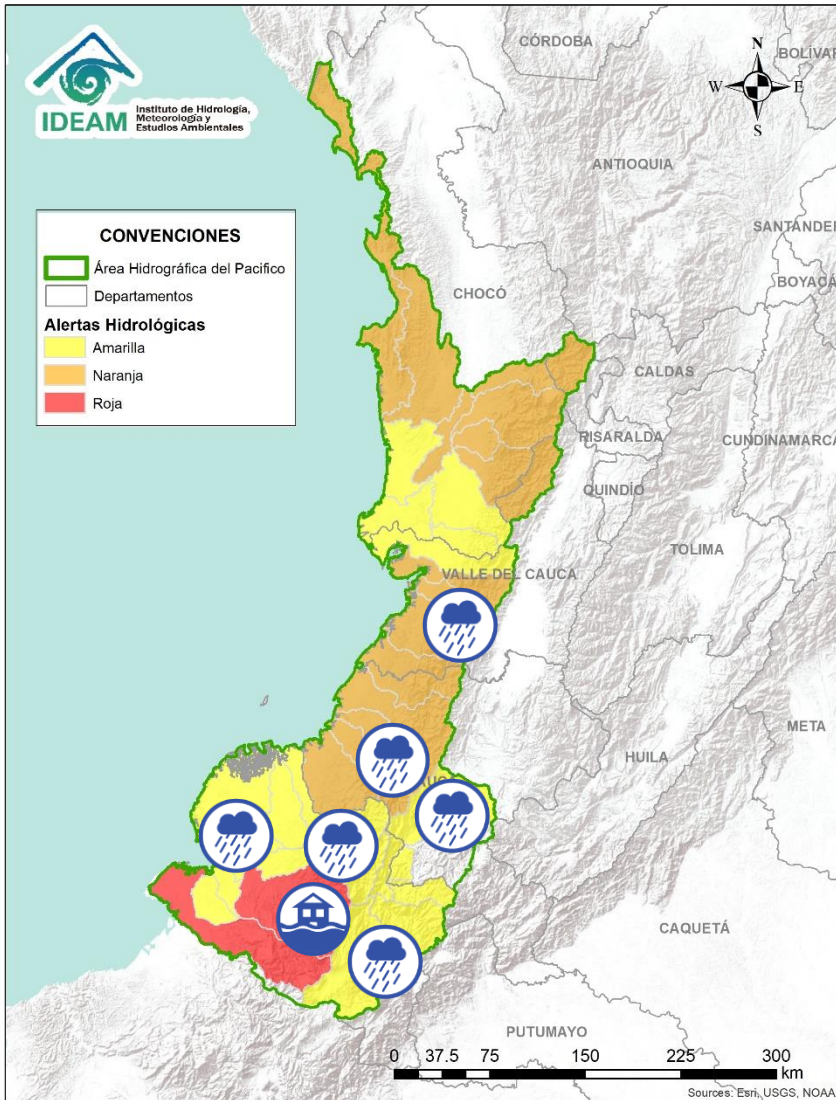 IDEAM
Instituto de Hidrología,
Meteorología y
Estudios Ambientales
CÓRDOBA
BOLÍVAR
N
W
E
S
ANTIOQUIA
SANTANDER
BOYACÁ
CONVENCIONES
Área Hidrográfica del Pacifico
Departamentos
Alertas Hidrológicas
Amarilla
Naranja
Roja
CHOCÓ
CALDAS
RISARALDA
CUNDINAMARCA
QUINDÍO
TOLIMA
VALLE DEL CAUCA
META
HUILA
CAQUETÁ
PUTUMAYO
0 37.5 75 150 225 300
km
Sources: Esri, USGS, NOAA